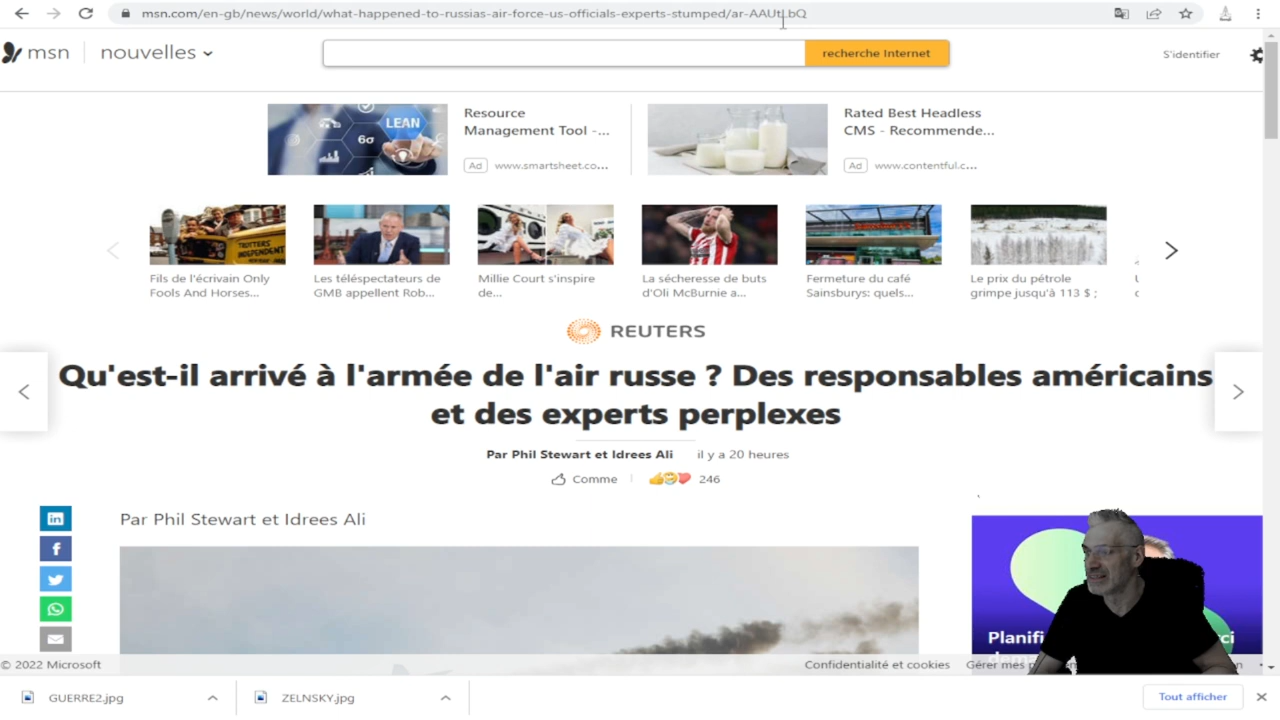 msn.com/en-gb/news/world/what-happened-to-russias-air-force-us-officials-experts-stumped/ar-AAUtLbQ
msn
nouvelles
recherche Internet
S'identifier
LEAN
6σ
Resource
Management Tool -...
Ad www.smartsheet.co...
Rated Best Headless
CMS - Recommende...
Ad www.contentful.c...
TROTTERS
INDEPENDENT
Fils de l'écrivain Only
Fools And Horses...
Les téléspectateurs de
GMB appellent Rob...
Millie Court s'inspire
de...
La sécheresse de buts
d'Oli McBurnie a...
Fermeture du café
Sainsburys: quels...
Le prix du pétrole
grimpe jusqu'à 113 $ ;
REUTERS
Qu'est-il arrivé à l'armée de l'air russe ? Des responsables américains
et des experts perplexes
Par Phil Stewart et Idrees Ali il y a 20 heures
Comme 246
Par Phil Stewart et Idrees Ali
Planifi
ci
© 2022 Microsoft
Confidentialité et cookies
Gérer mes
GUERRE2.jpg
ZELNSKY.jpg
Tout afficher